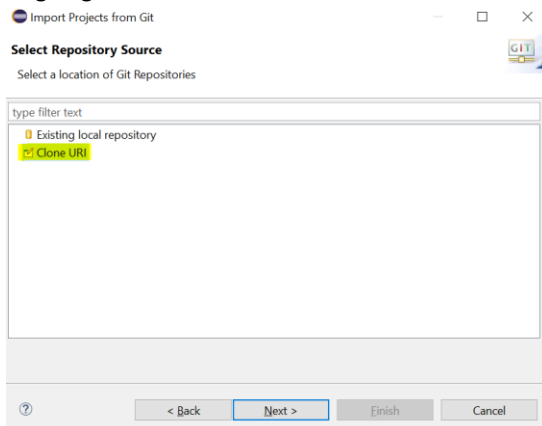 Import Projects from Git
Select Repository Source
GIT
Select a location of Git Repositories
type filter text
Existing local repository
Clone URI
? < Back Next > Finish Cancel